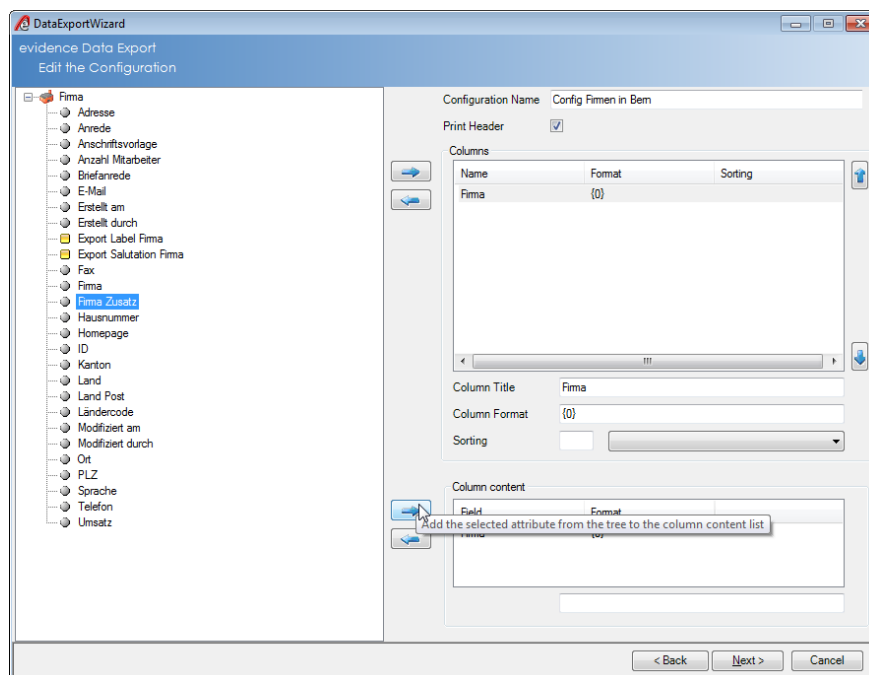 DataExportWizard
evidence Data Export
Edit the Configuration
Firma
Adresse
Anrede
Anschriftsvorlage
Anzahl Mitarbeiter
Briefanrede
E-Mail
Erstellt am
Erstellt durch
Export Label Firma
Export Salutation Firma
Fax
Firma
Firma Zusatz
Hausnummer
Homepage
ID
Kanton
Land
Land Post
Ländercode
Modifiziert am
Modifiziert durch
Ort
PLZ
Sprache
Telefon
Umsatz
Configuration Name Config Firmen in Bern
Print Header
Columns
Name Format Sorting
Firma {0}
Column Title Firma
Column Format {0}
Sorting
Column content
Field Format
Add the selected attribute from the tree to the column content list
Firma {0}
< Back Next > Cancel